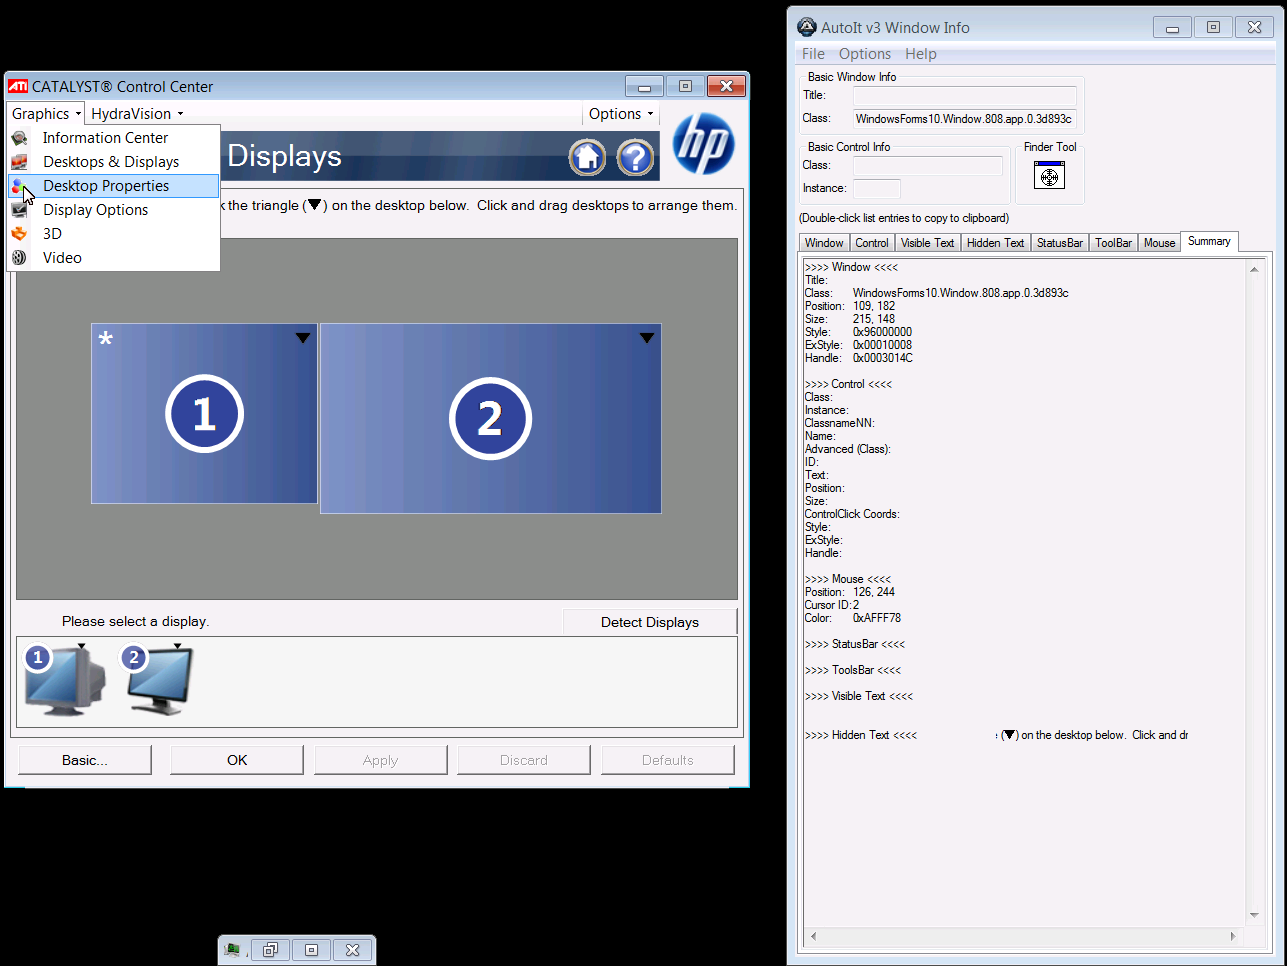 ATI CATALYST® Control Center
Graphics HydraVision Options
Information Center
Desktops & Displays
Desktop Properties
Display Options
3D
Video
Displays
hp
k the triangle (▼) on the desktop below. Click and drag desktops to arrange them.
* 1
2
Please select a display.
Detect Displays
1 2
Basic... OK Apply Discard Defaults
AutoIt v3 Window Info
File Options Help
Basic Window Info
Title:
Class: WindowsForms10.Window.808.app.0.3d893c
Basic Control Info
Class:
Instance:
Finder Tool
(Double-click list entries to copy to clipboard)
Window Control Visible Text Hidden Text StatusBar ToolBar Mouse Summary
>>>> Window <<<<
Title:
Class: WindowsForms10.Window.808.app.0.3d893c
Position: 109, 182
Size: 215, 148
Style: 0x96000000
ExStyle: 0x00010008
Handle: 0x0003014C
>>>> Control <<<<
Class:
Instance:
ClassnameNN:
Name:
Advanced (Class):
ID:
Text:
Position:
Size:
ControlClick Coords:
Style:
ExStyle:
Handle:
>>>> Mouse <<<<
Position: 126, 244
Cursor ID: 2
Color: 0xAFFF78
>>>> StatusBar <<<<
>>>> ToolsBar <<<<
>>>> Visible Text <<<<
>>>> Hidden Text <<<< (▼) on the desktop below. Click and dr